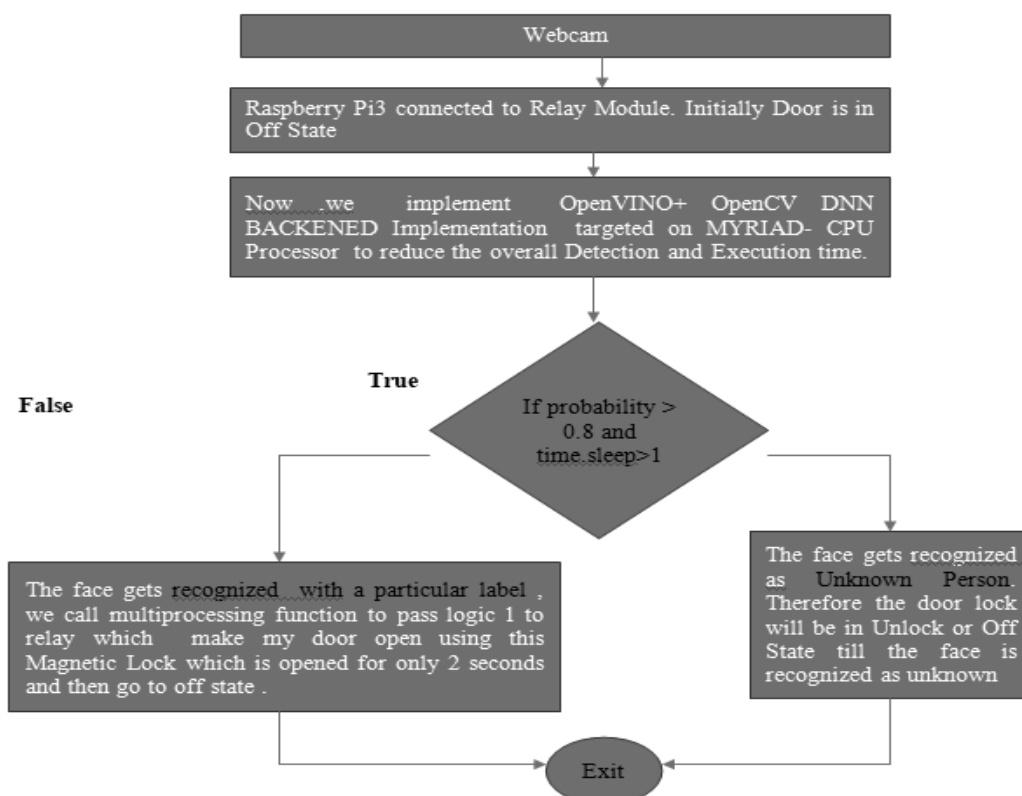 Webcam
Raspberry Pi3 connected to Relay Module. Initially Door is in
Off State
Now ,we implement OpenVINO+ OpenCV DNN
BACKENED Implementation targeted on MYRIAD- CPU
Processor to reduce the overall Detection and Execution time.
True
False
If probability >
0.8 and
time.sleep>1
The face gets recognized with a particular label ,
we call multiprocessing function to pass logic 1 to
relay which make my door open using this
Magnetic Lock which is opened for only 2 seconds
and then go to off state .
The face gets recognized
as Unknown Person.
Therefore the door lock
will be in Unlock or Off
State till the face is
recognized as unknown
Exit